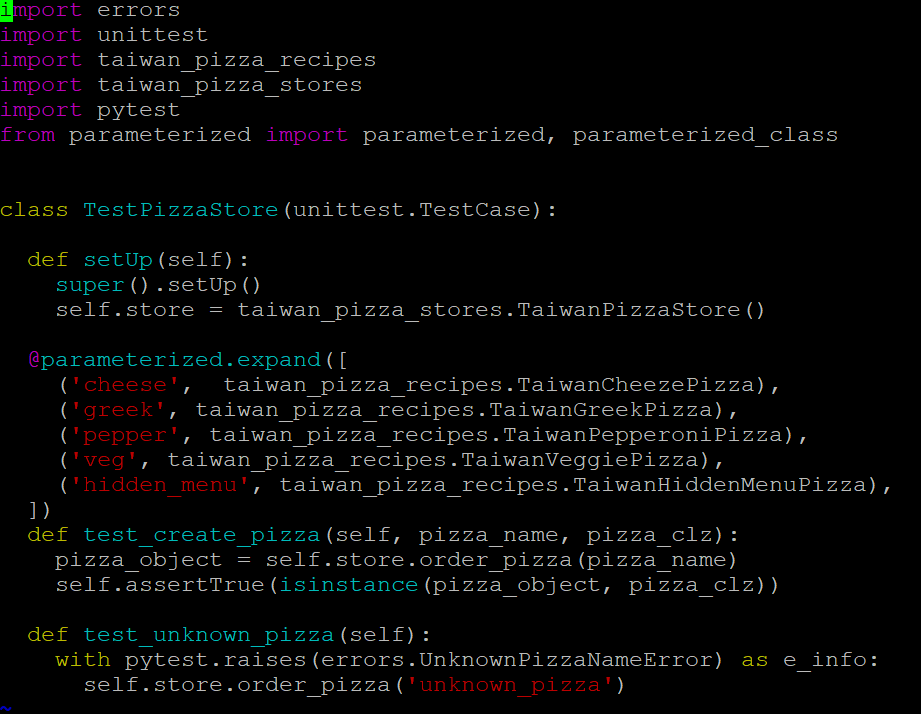 import errors
import unittest
import taiwan_pizza_recipes
import taiwan_pizza_stores
import pytest
from parameterized import parameterized, parameterized_class


class TestPizzaStore(unittest.TestCase):

  def setUp(self):
    super().setUp()
    self.store = taiwan_pizza_stores.TaiwanPizzaStore()

  @parameterized.expand([
    ('cheese',  taiwan_pizza_recipes.TaiwanCheezePizza),
    ('greek', taiwan_pizza_recipes.TaiwanGreekPizza),
    ('pepper', taiwan_pizza_recipes.TaiwanPepperoniPizza),
    ('veg', taiwan_pizza_recipes.TaiwanVeggiePizza),
    ('hidden_menu', taiwan_pizza_recipes.TaiwanHiddenMenuPizza),
  ])
  def test_create_pizza(self, pizza_name, pizza_clz):
    pizza_object = self.store.order_pizza(pizza_name)
    self.assertTrue(isinstance(pizza_object, pizza_clz))

  def test_unknown_pizza(self):
    with pytest.raises(errors.UnknownPizzaNameError) as e_info:
      self.store.order_pizza('unknown_pizza')
~